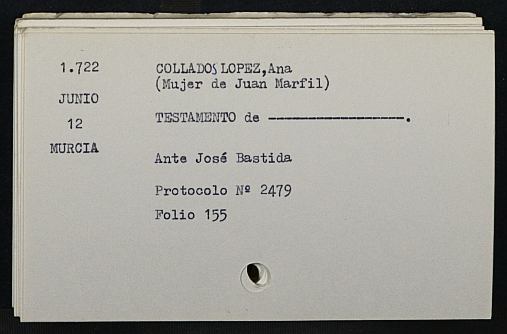 1.722
COLLADOS LOPEZ,Ana
(Mujer de Juan Marfil)
JUNIO
12
TESTAMENTO de -----------------.
MURCIA
Ante José Bastida
Protocolo Nº 2479
Folio 155